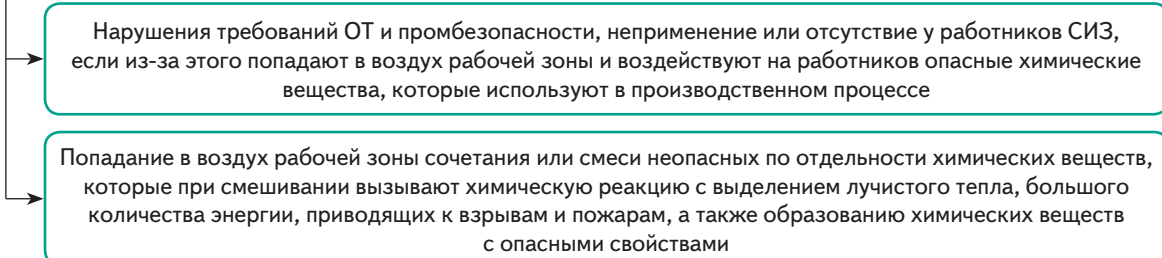 Нарушения требований ОТ и промбезопасности, неприменение или отсутствие у работников СИЗ,
если из-за этого попадают в воздух рабочей зоны и воздействуют на работников опасные химические
вещества, которые используют в производственном процессе
Попадание в воздух рабочей зоны сочетания или смеси неопасных по отдельности химических веществ,
которые при смешивании вызывают химическую реакцию с выделением лучистого тепла, большого
количества энергии, приводящих к взрывам и пожарам, а также образованию химических веществ
с опасными свойствами